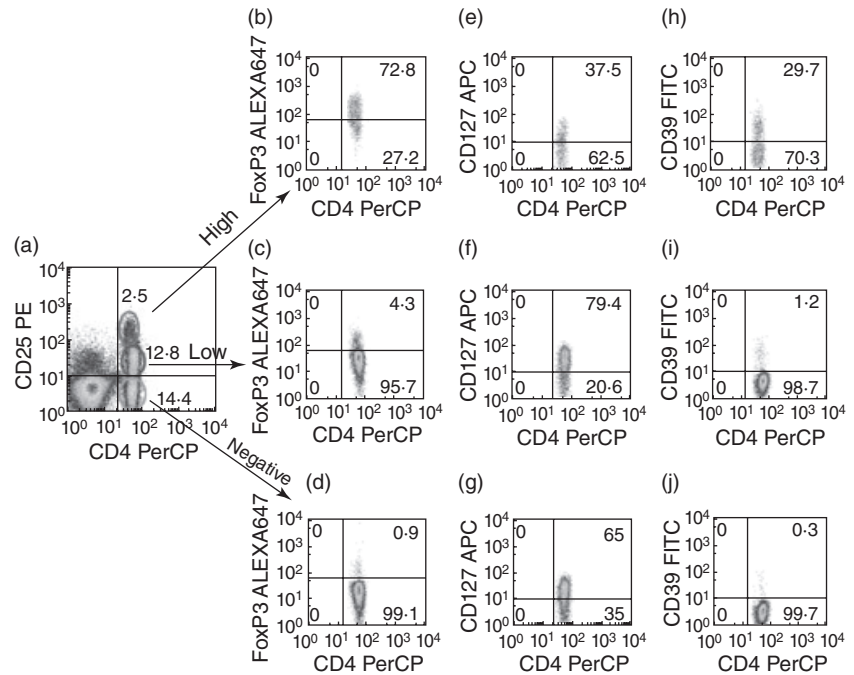 (b) (e) (h)
FoxP3 ALEXA647
10⁴
10³
10²
10¹
10⁰
0 72·8
0 27·2
10⁰ 10¹ 10² 10³ 10⁴
CD4 PerCP
CD127 APC
10⁴
10³
10²
10¹
10⁰
0 37·5
0 62·5
10⁰ 10¹ 10² 10³ 10⁴
CD4 PerCP
CD39 FITC
10⁴
10³
10²
10¹
10⁰
0 29·7
0 70·3
10⁰ 10¹ 10² 10³ 10⁴
CD4 PerCP
High
(a)
CD25 PE
10⁴
10³
10²
10¹
10⁰
2·5
12·8 Low
14·4
10⁰ 10¹ 10² 10³ 10⁴
CD4 PerCP
Negative
(c) (f) (i)
FoxP3 ALEXA647
10⁴
10³
10²
10¹
10⁰
0 4·3
0 95·7
10⁰ 10¹ 10² 10³ 10⁴
CD4 PerCP
CD127 APC
10⁴
10³
10²
10¹
10⁰
0 79·4
0 20·6
10⁰ 10¹ 10² 10³ 10⁴
CD4 PerCP
CD39 FITC
10⁴
10³
10²
10¹
10⁰
0 1·2
0 98·7
10⁰ 10¹ 10² 10³ 10⁴
CD4 PerCP
(d) (g) (j)
FoxP3 ALEXA647
10⁴
10³
10²
10¹
10⁰
0 0·9
0 99·1
10⁰ 10¹ 10² 10³ 10⁴
CD4 PerCP
CD127 APC
10⁴
10³
10²
10¹
10⁰
0 65
0 35
10⁰ 10¹ 10² 10³ 10⁴
CD4 PerCP
CD39 FITC
10⁴
10³
10²
10¹
10⁰
0 0·3
0 99·7
10⁰ 10¹ 10² 10³ 10⁴
CD4 PerCP